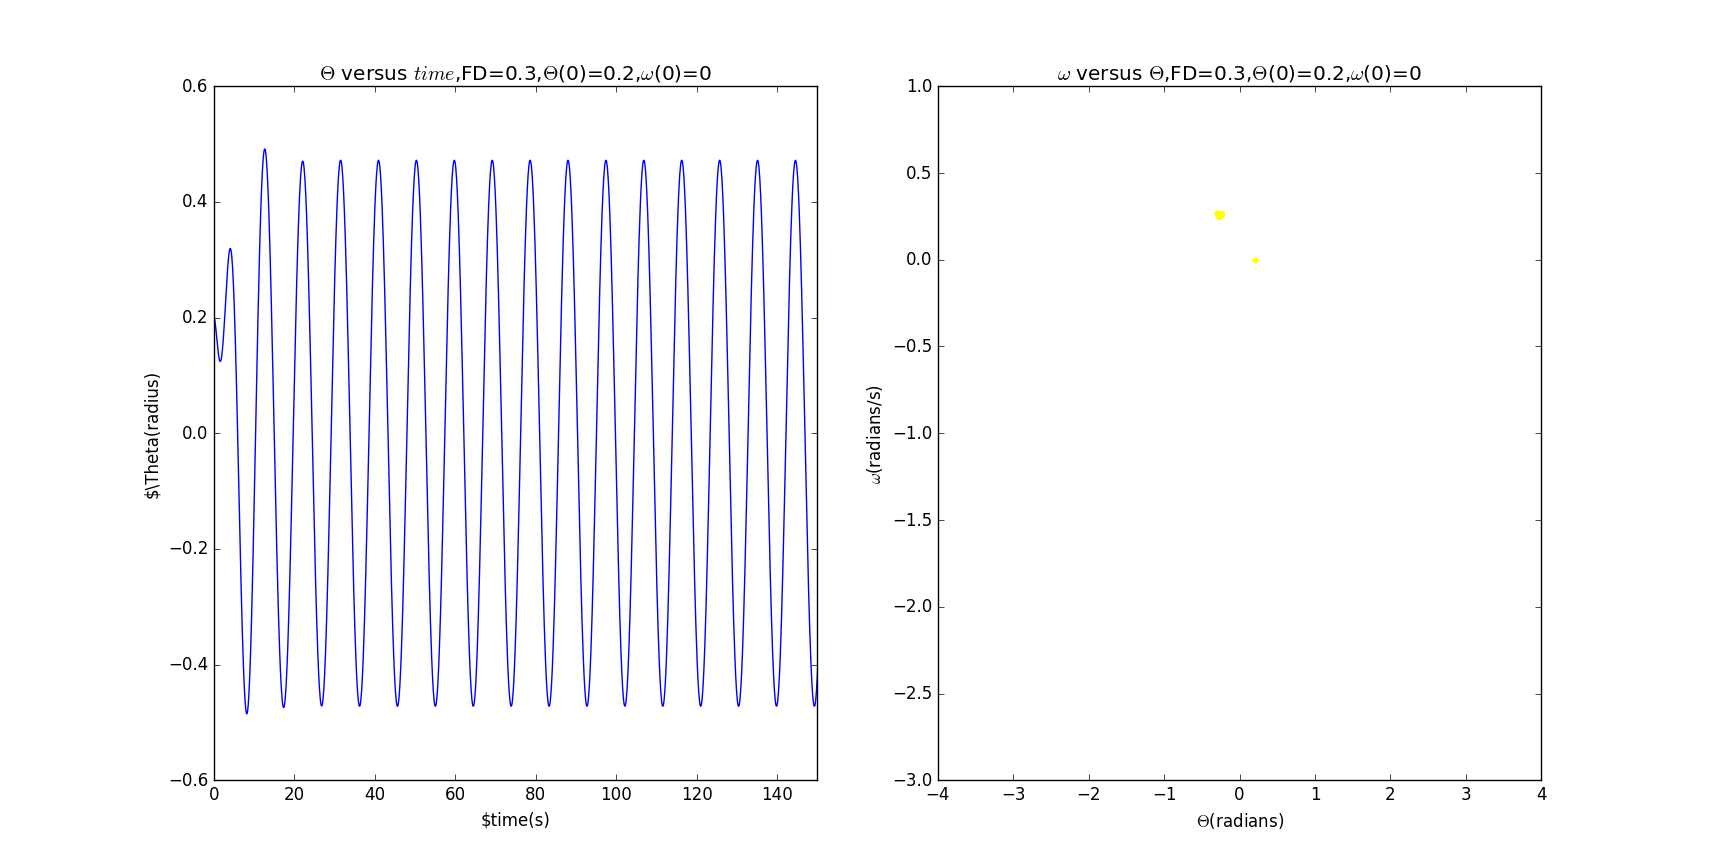 Θ versus time,FD=0.3,Θ(0)=0.2,ω(0)=0
0.6
0.4
0.2
0.0
−0.2
−0.4
−0.6
$\Theta(radius)
0 20 40 60 80 100 120 140
$time(s)
ω versus Θ,FD=0.3,Θ(0)=0.2,ω(0)=0
1.0
0.5
0.0
−0.5
−1.0
−1.5
−2.0
−2.5
−3.0
ω(radians/s)
−4 −3 −2 −1 0 1 2 3 4
Θ(radians)